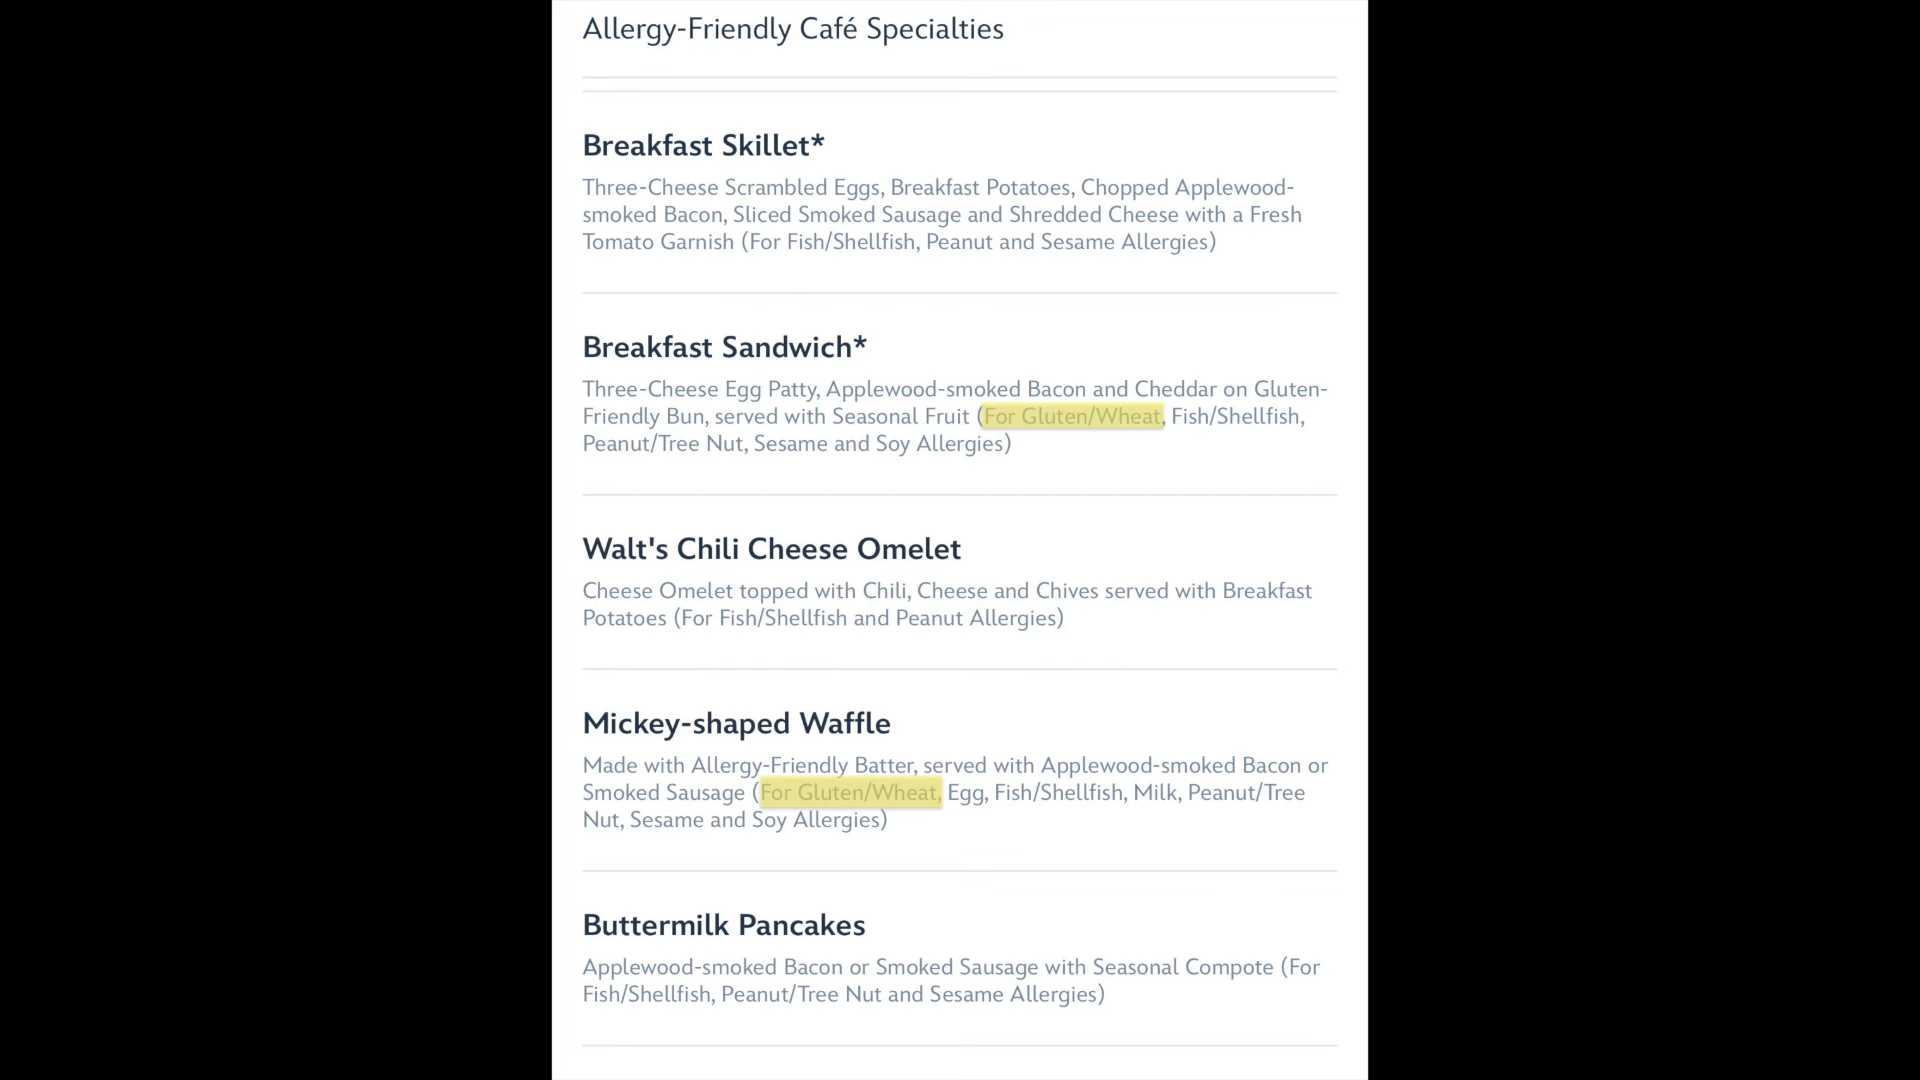 Allergy-Friendly Café Specialties
Breakfast Skillet*
Three-Cheese Scrambled Eggs, Breakfast Potatoes, Chopped Applewood-
smoked Bacon, Sliced Smoked Sausage and Shredded Cheese with a Fresh
Tomato Garnish (For Fish/Shellfish, Peanut and Sesame Allergies)
Breakfast Sandwich*
Three-Cheese Egg Patty, Applewood-smoked Bacon and Cheddar on Gluten-
Friendly Bun, served with Seasonal Fruit (For Gluten/Wheat, Fish/Shellfish,
Peanut/Tree Nut, Sesame and Soy Allergies)
Walt's Chili Cheese Omelet
Cheese Omelet topped with Chili, Cheese and Chives served with Breakfast
Potatoes (For Fish/Shellfish and Peanut Allergies)
Mickey-shaped Waffle
Made with Allergy-Friendly Batter, served with Applewood-smoked Bacon or
Smoked Sausage (For Gluten/Wheat, Egg, Fish/Shellfish, Milk, Peanut/Tree
Nut, Sesame and Soy Allergies)
Buttermilk Pancakes
Applewood-smoked Bacon or Smoked Sausage with Seasonal Compote (For
Fish/Shellfish, Peanut/Tree Nut and Sesame Allergies)